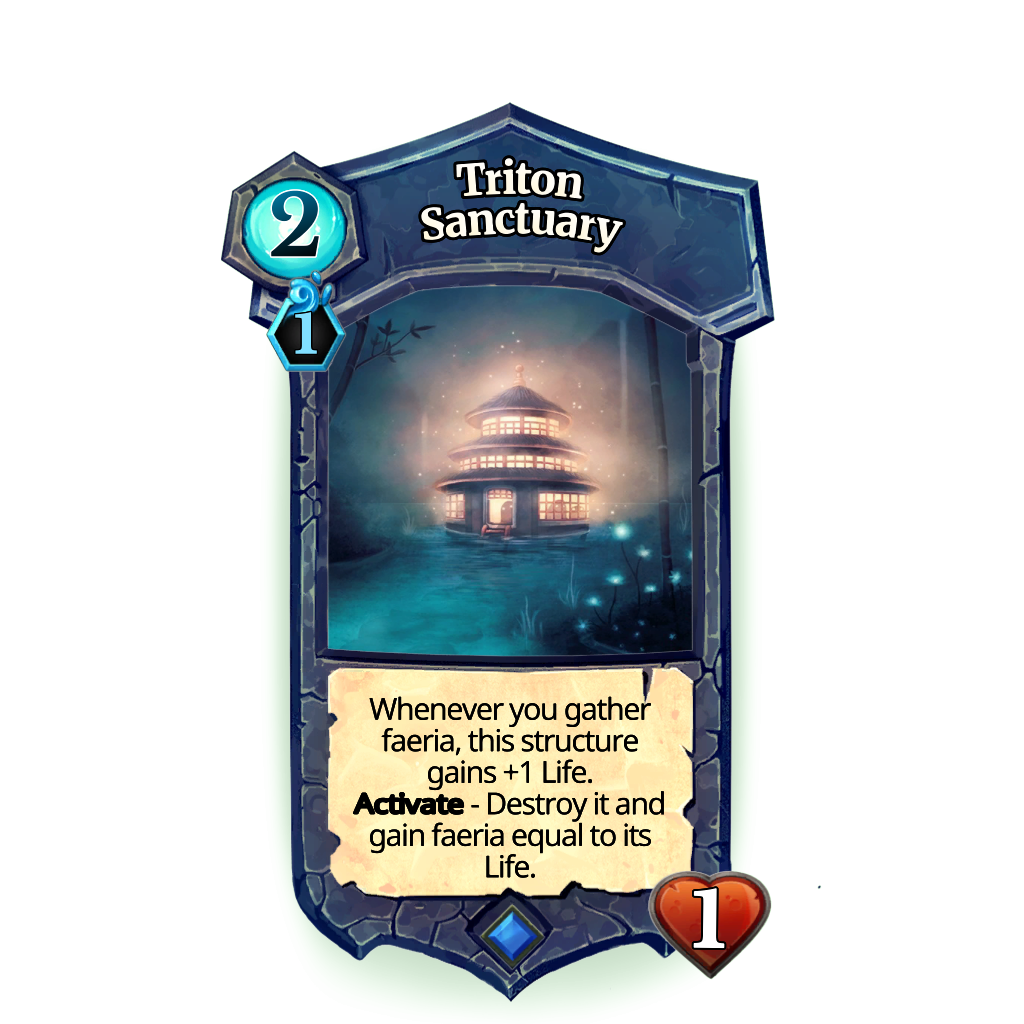 Triton
Sanctuary
2
1
Whenever you gather
faeria, this structure
gains +1 Life.
Activate - Destroy it and
gain faeria equal to its
Life.
1